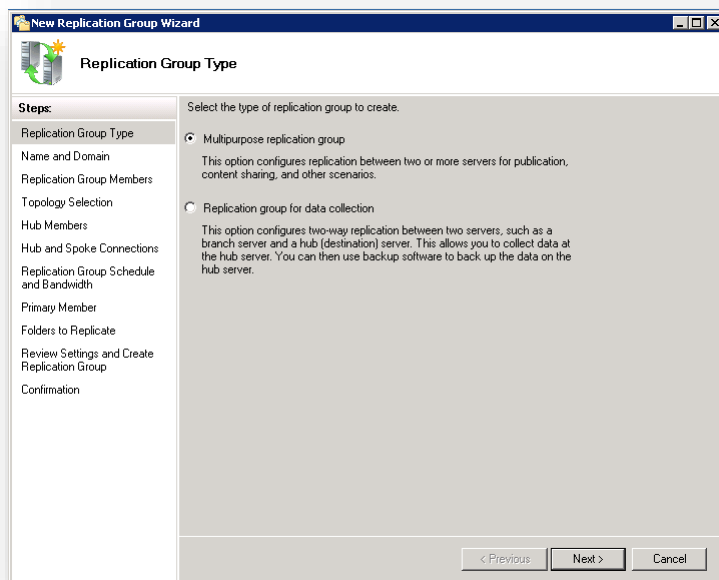 New Replication Group Wizard
Replication Group Type
Steps:
Replication Group Type
Name and Domain
Replication Group Members
Topology Selection
Hub Members
Hub and Spoke Connections
Replication Group Schedule
and Bandwidth
Primary Member
Folders to Replicate
Review Settings and Create
Replication Group
Confirmation
Select the type of replication group to create.
Multipurpose replication group
This option configures replication between two or more servers for publication,
content sharing, and other scenarios.
Replication group for data collection
This option configures two-way replication between two servers, such as a
branch server and a hub (destination) server. This allows you to collect data at
the hub server. You can then use backup software to back up the data on the
hub server.
< Previous
Next >
Cancel